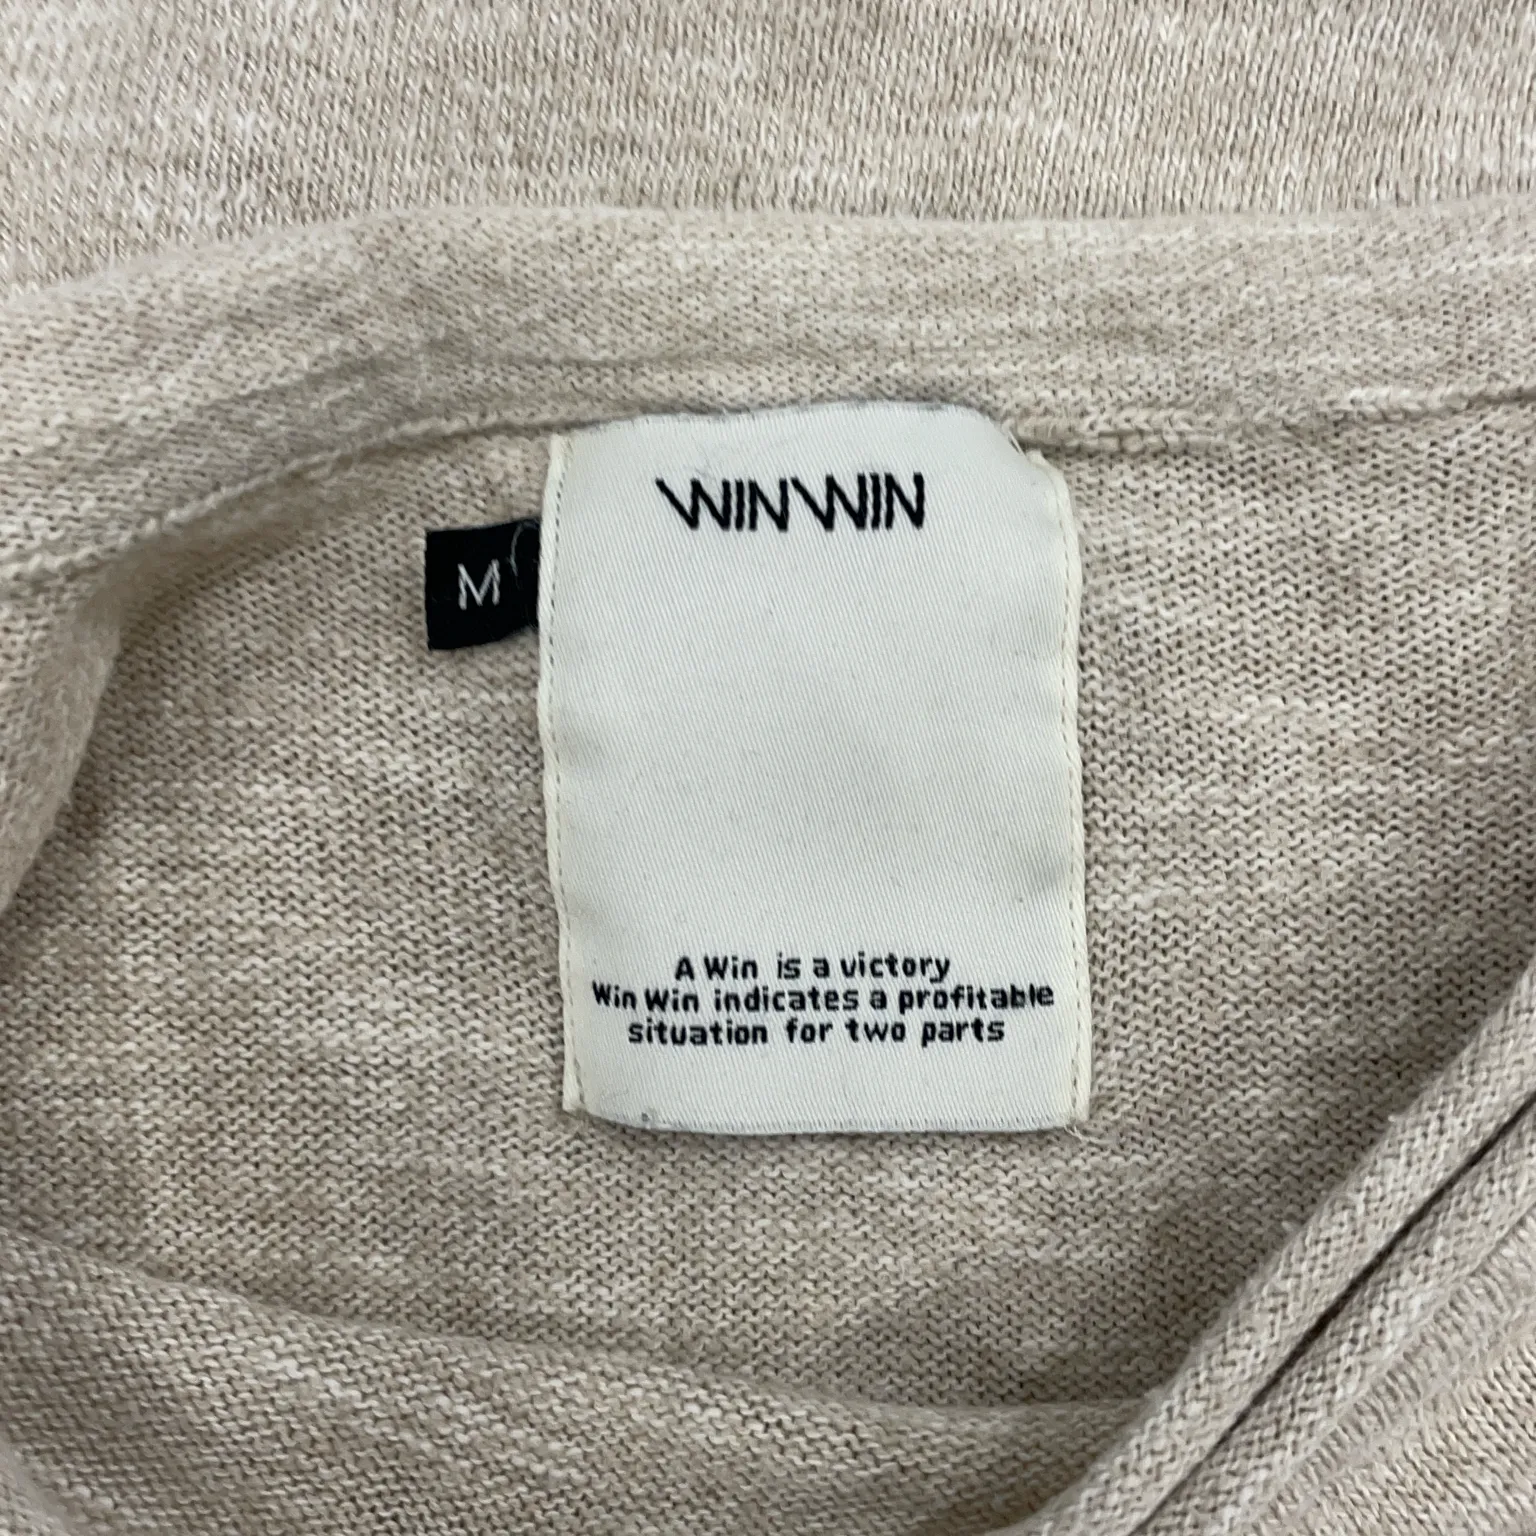 WINWIN
M
A Win is a victory
Win Win indicates a profitable
situation for two parts